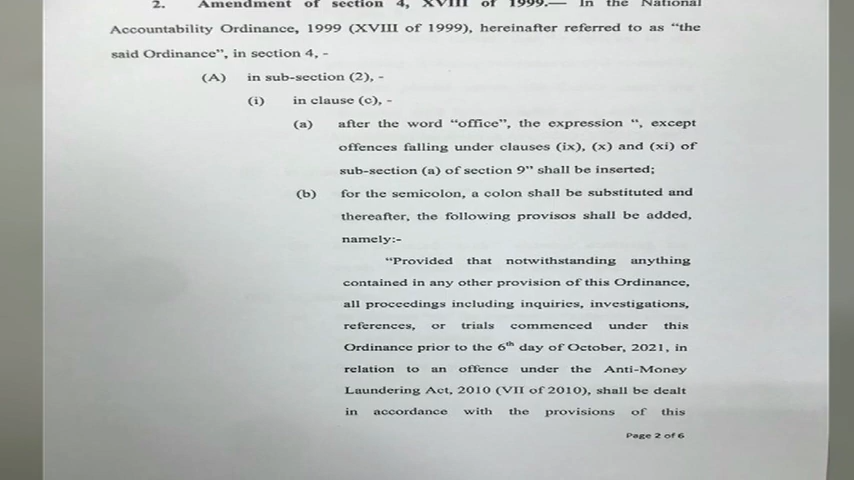 2. Amendment of section 4, XVIII of 1999.— In the National
Accountability Ordinance, 1999 (XVIII of 1999), hereinafter referred to as “the
said Ordinance”, in section 4, -
(A) in sub-section (2), -
(i) in clause (c), -
(a) after the word “office”, the expression “, except
offences falling under clauses (ix), (x) and (xi) of
sub-section (a) of section 9” shall be inserted;
(b) for the semicolon, a colon shall be substituted and
thereafter, the following provisos shall be added,
namely:-
“Provided that notwithstanding anything
contained in any other provision of this Ordinance,
all proceedings including inquiries, investigations,
references, or trials commenced under this
Ordinance prior to the 6th day of October, 2021, in
relation to an offence under the Anti-Money
Laundering Act, 2010 (VII of 2010), shall be dealt
in accordance with the provisions of this
Page 2 of 6